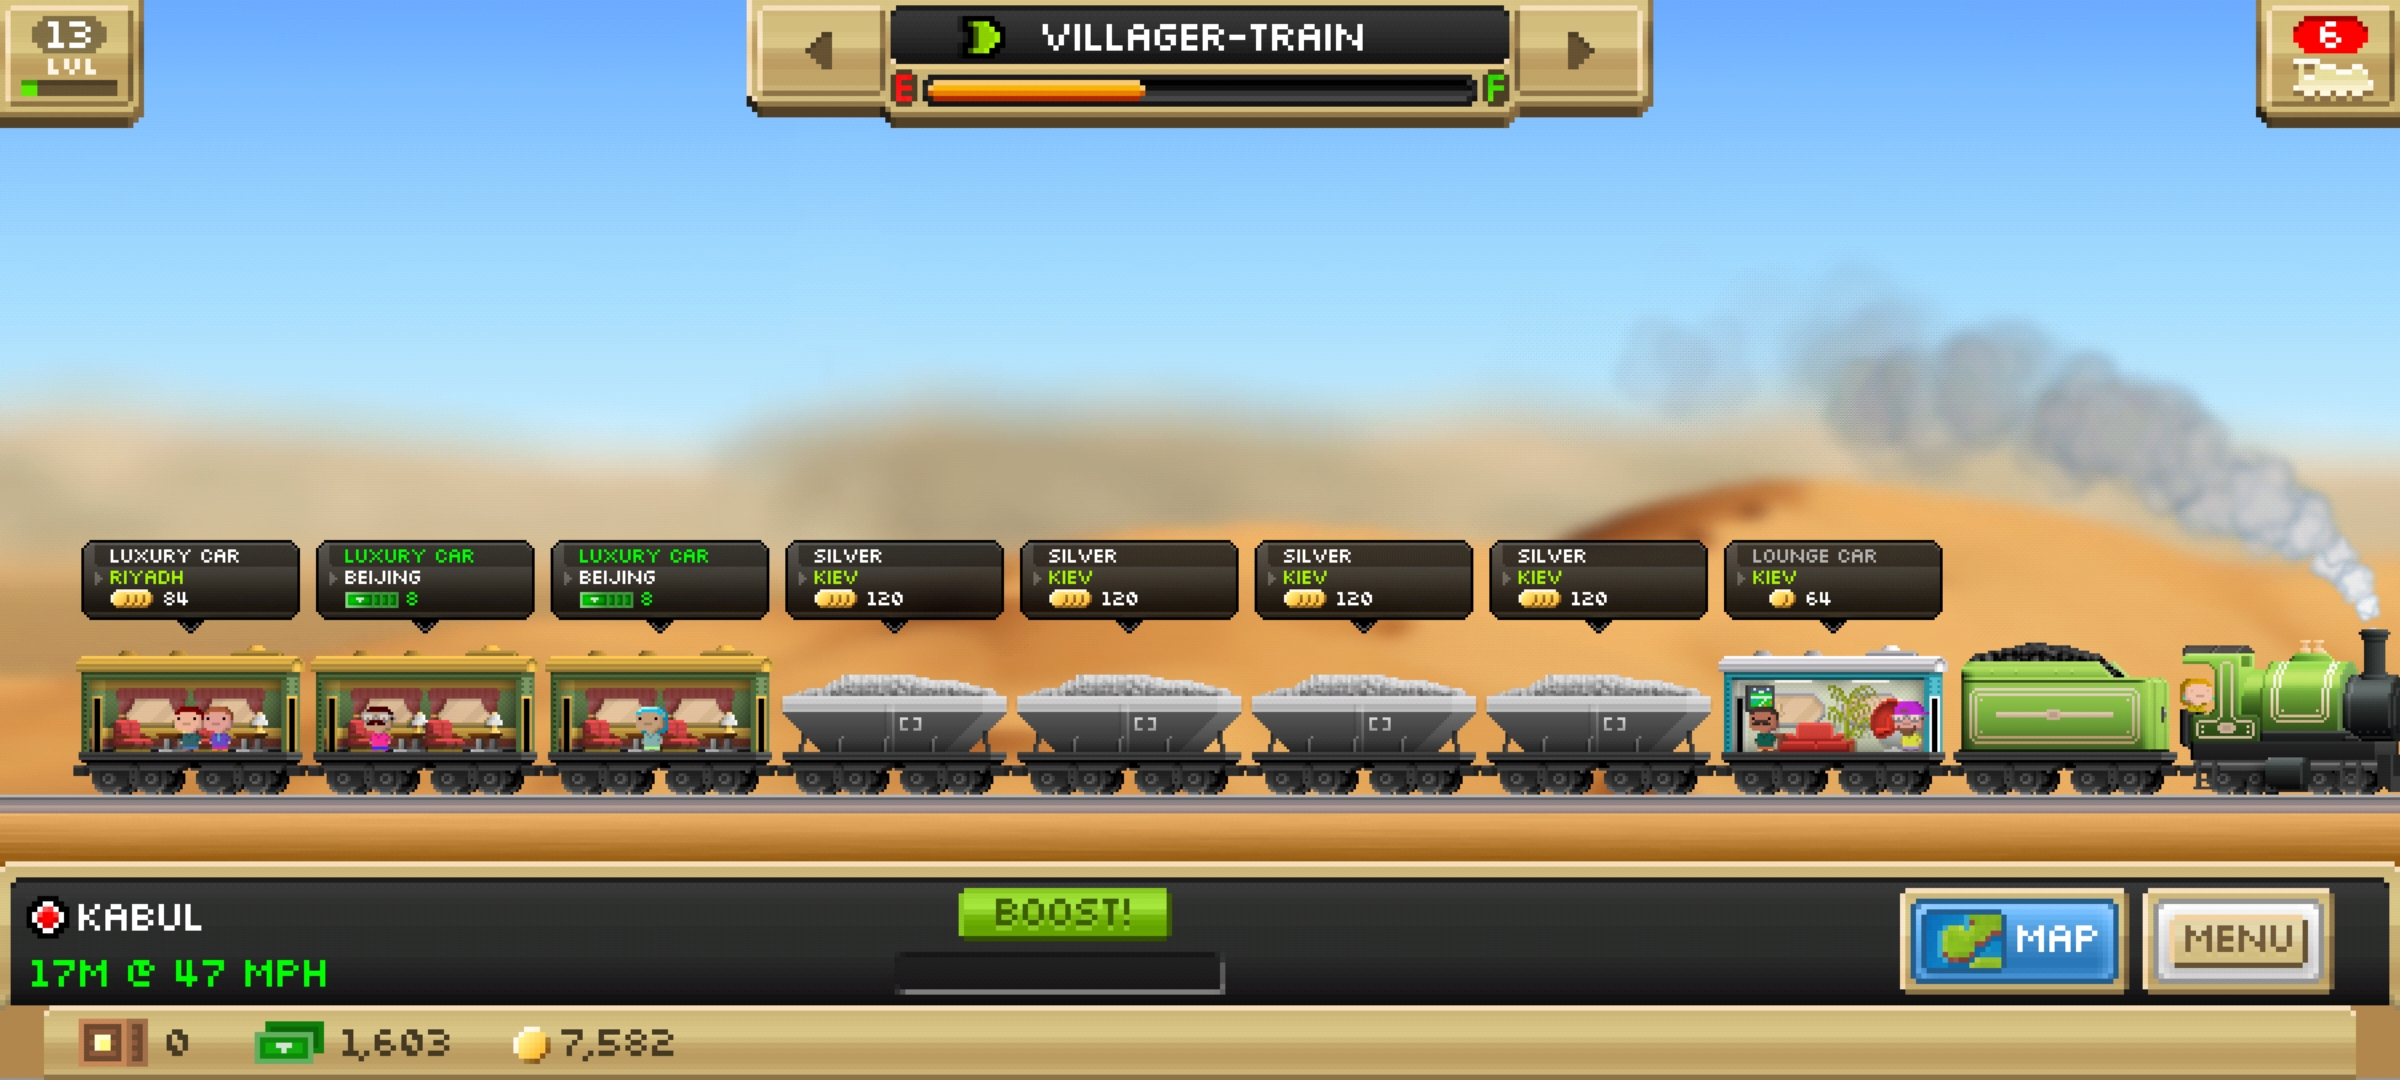 13
LVL
VILLAGER-TRAIN
E F
6
LUXURY CAR
RIYADH
84
LUXURY CAR
BEIJING
8
LUXURY CAR
BEIJING
8
SILVER
KIEV
120
SILVER
KIEV
120
SILVER
KIEV
120
SILVER
KIEV
120
LOUNGE CAR
KIEV
64
KABUL
17M @ 47 MPH
BOOST!
MAP
MENU
0
1,603
7,582